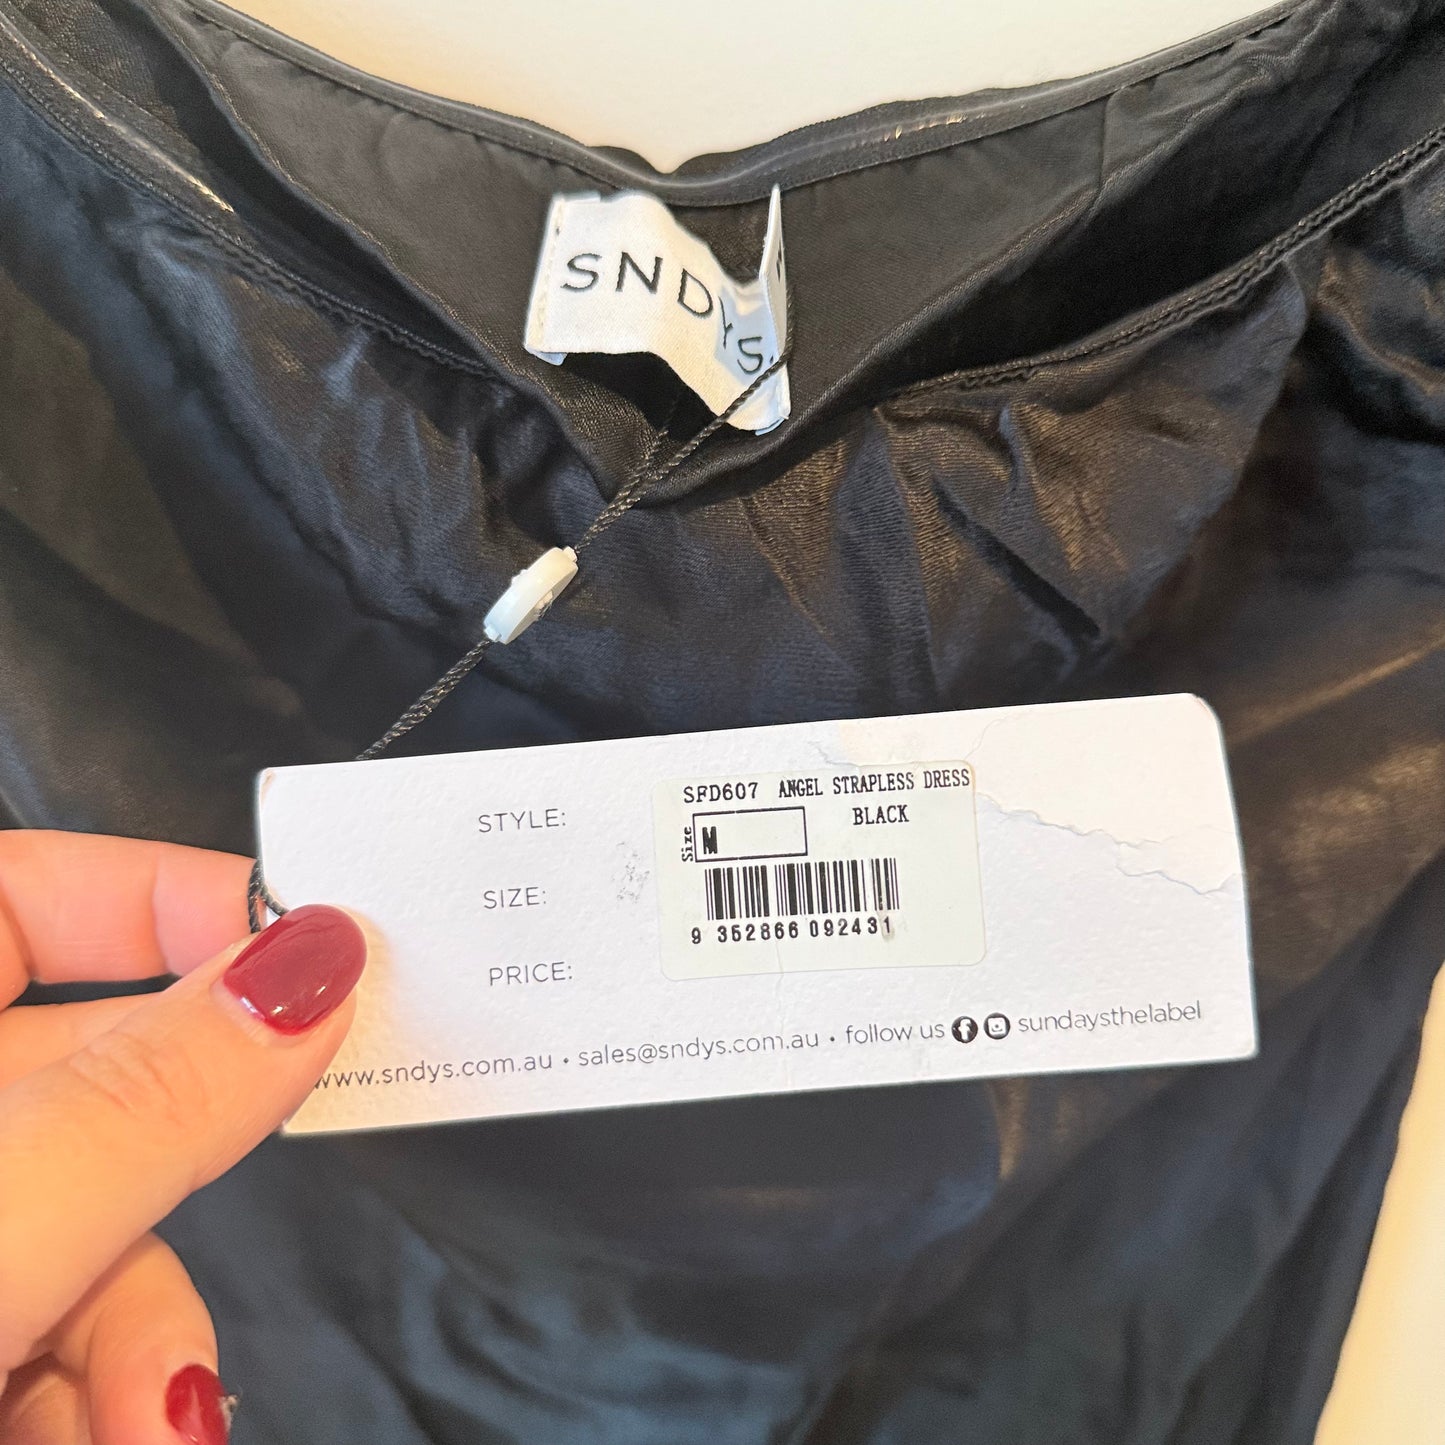 SNDYS.
STYLE:
SFD607 ANGEL STRAPLESS DRESS
BLACK
Size
M
SIZE:
9 352866 092431
PRICE:
www.sndys.com.au • sales@sndys.com.au • follow us sundaysthelabel